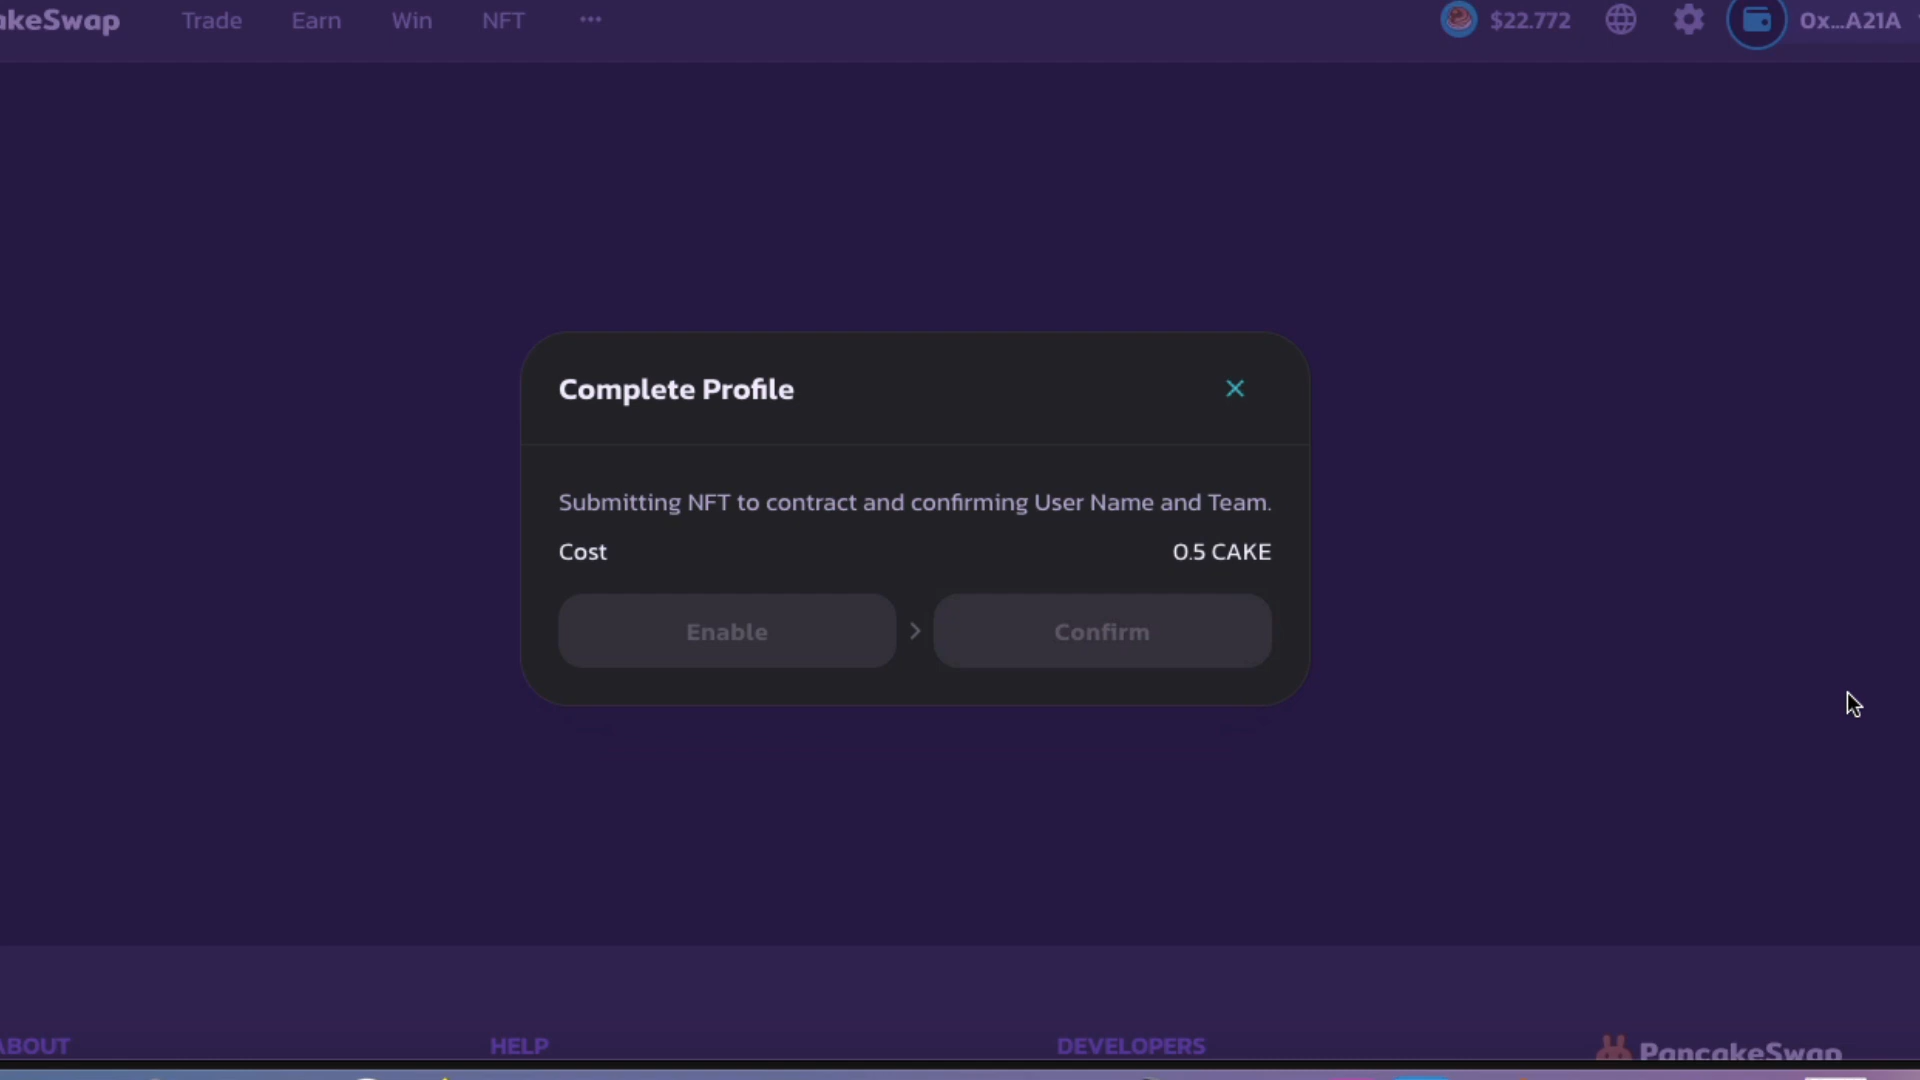 akeSwap Trade Earn Win NFT ••• $22.772 0x...A21A
Complete Profile
Submitting NFT to contract and confirming User Name and Team.
Cost 0.5 CAKE
Enable Confirm
ABOUT HELP DEVELOPERS PancakeSwap